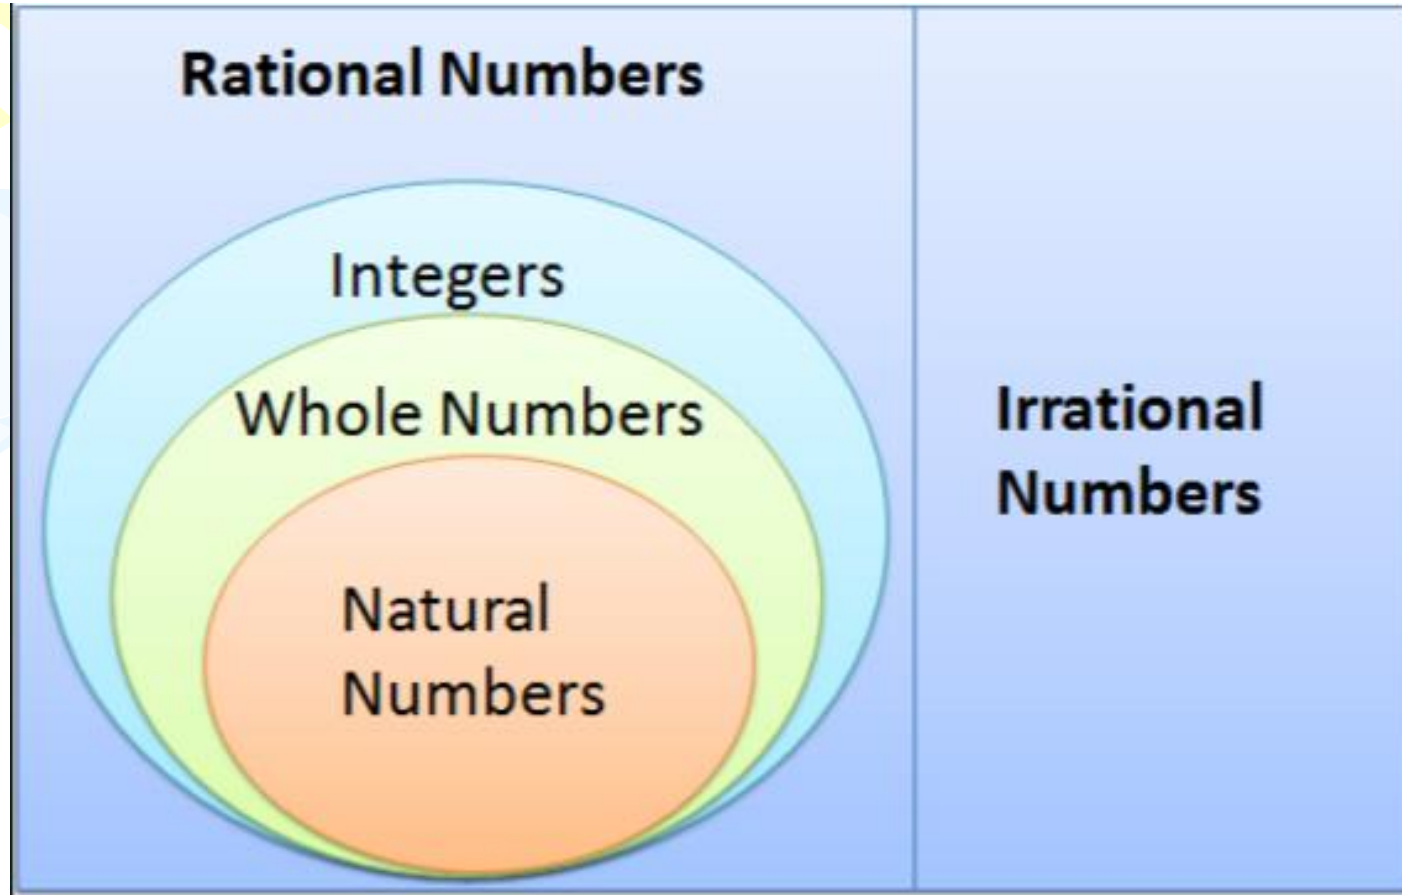 Rational Numbers
Integers
Whole Numbers
Natural
Numbers
Irrational
Numbers